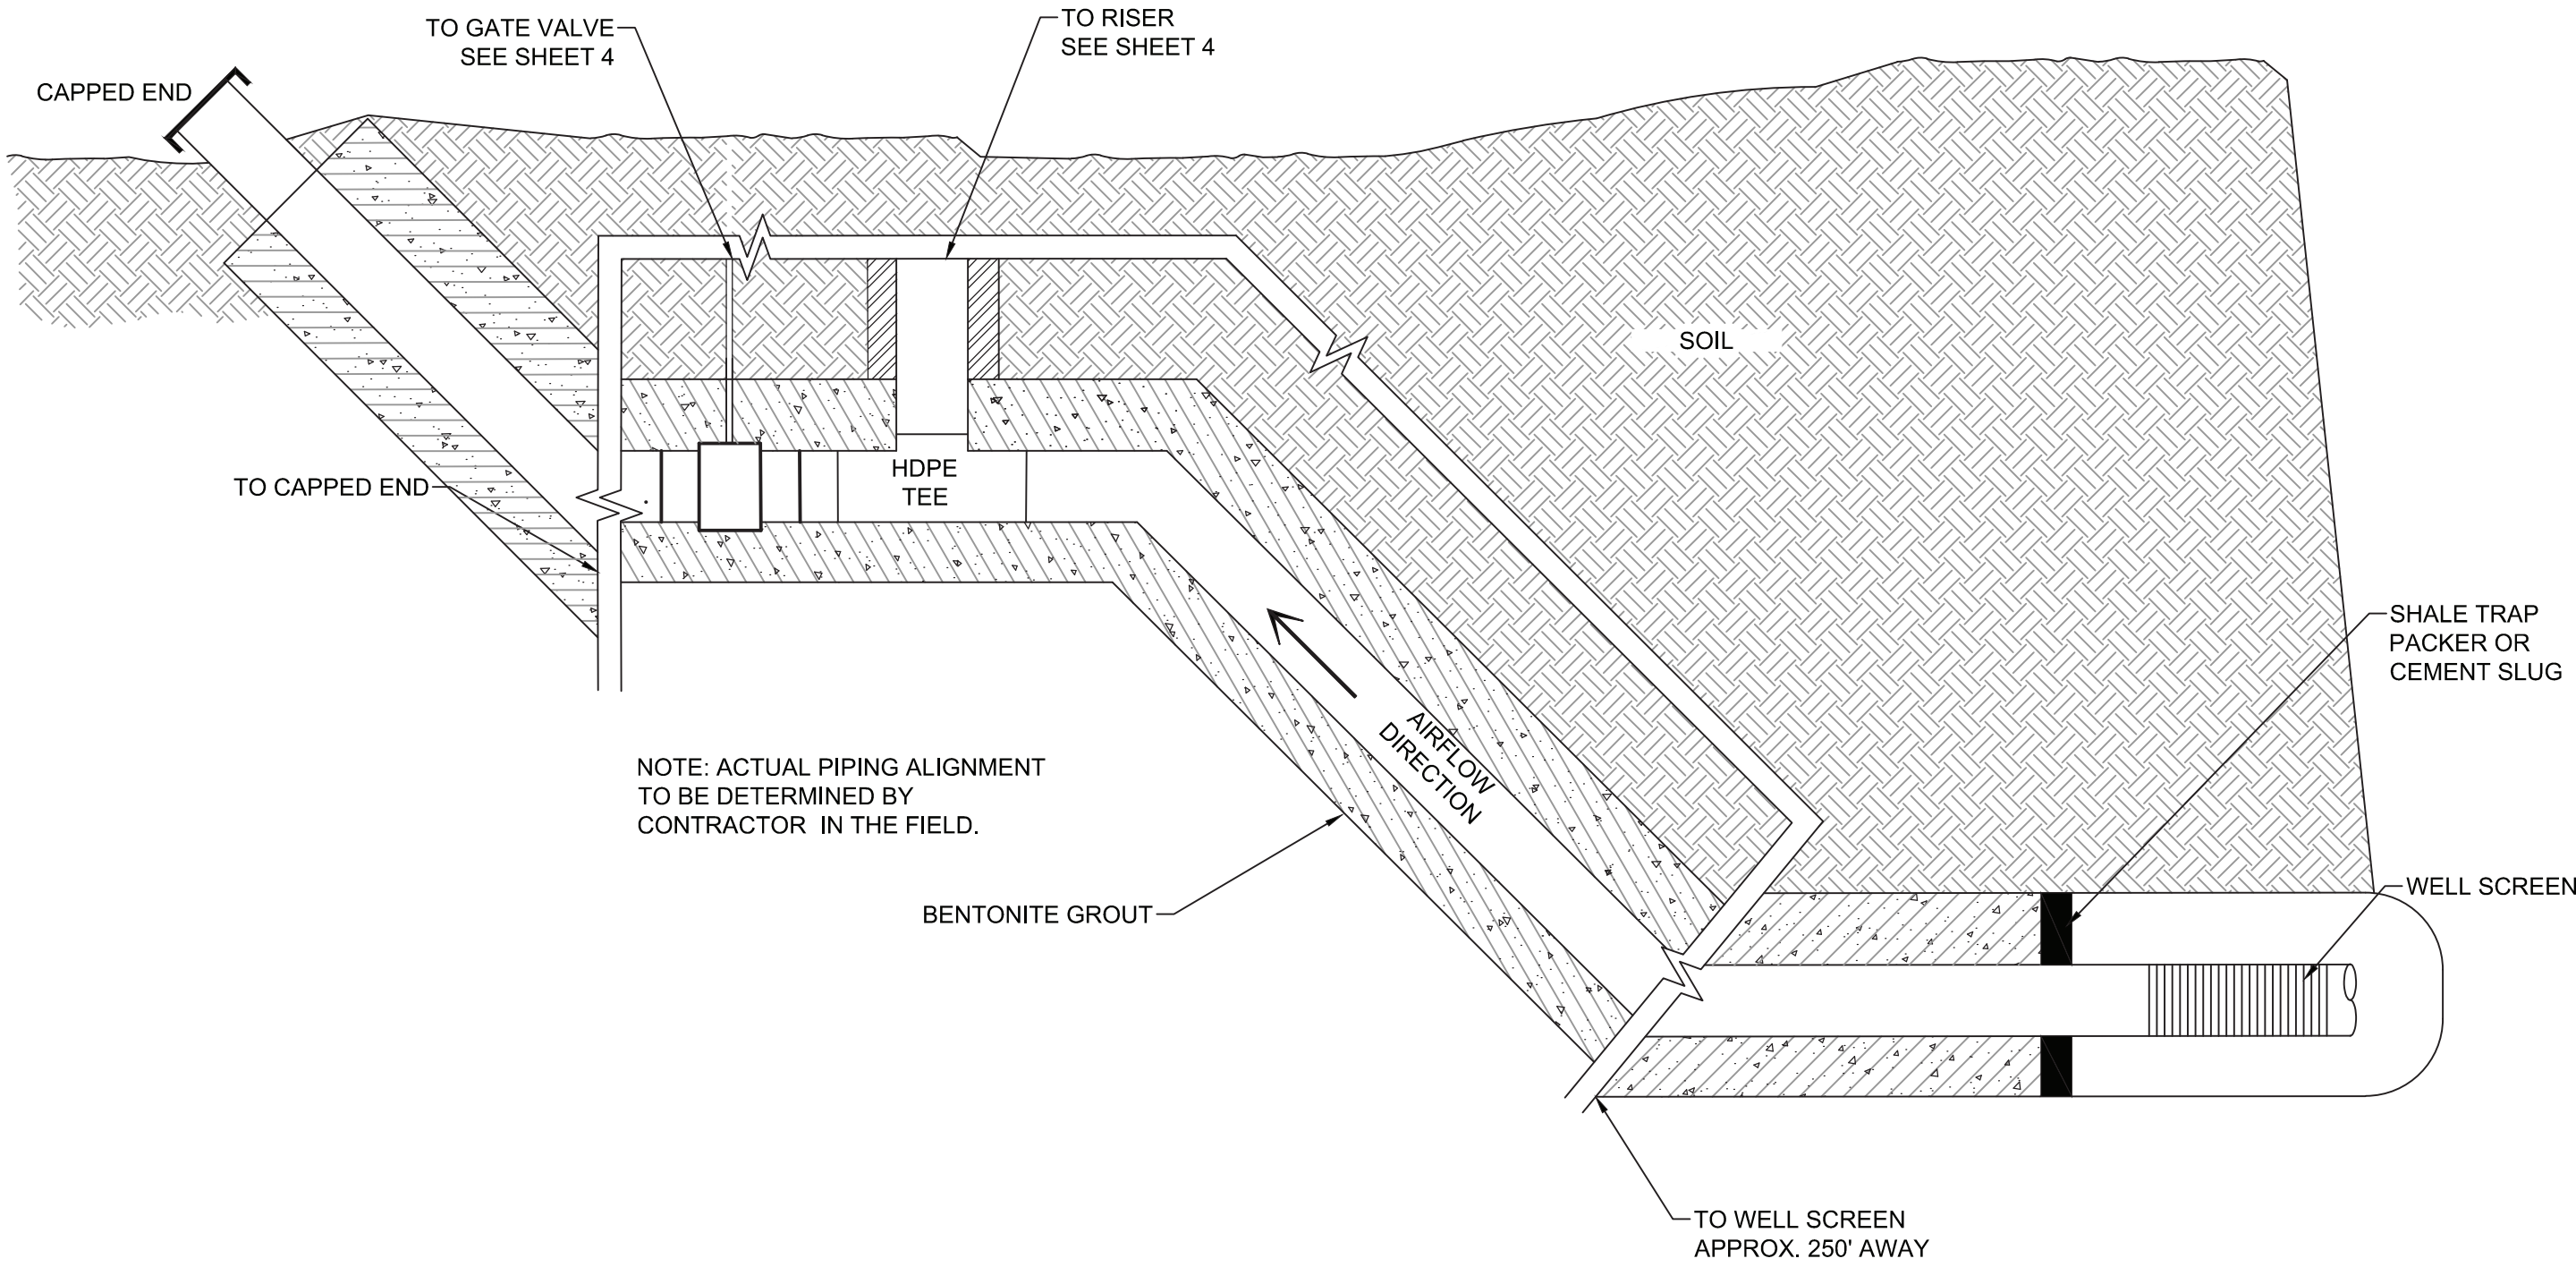 TO GATE VALVE
SEE SHEET 4
TO RISER
SEE SHEET 4
CAPPED END
SOIL
HDPE
TEE
TO CAPPED END
SHALE TRAP
PACKER OR
CEMENT SLUG
AIRFLOW
DIRECTION
NOTE: ACTUAL PIPING ALIGNMENT
TO BE DETERMINED BY
CONTRACTOR IN THE FIELD.
BENTONITE GROUT
WELL SCREEN
TO WELL SCREEN
APPROX. 250' AWAY